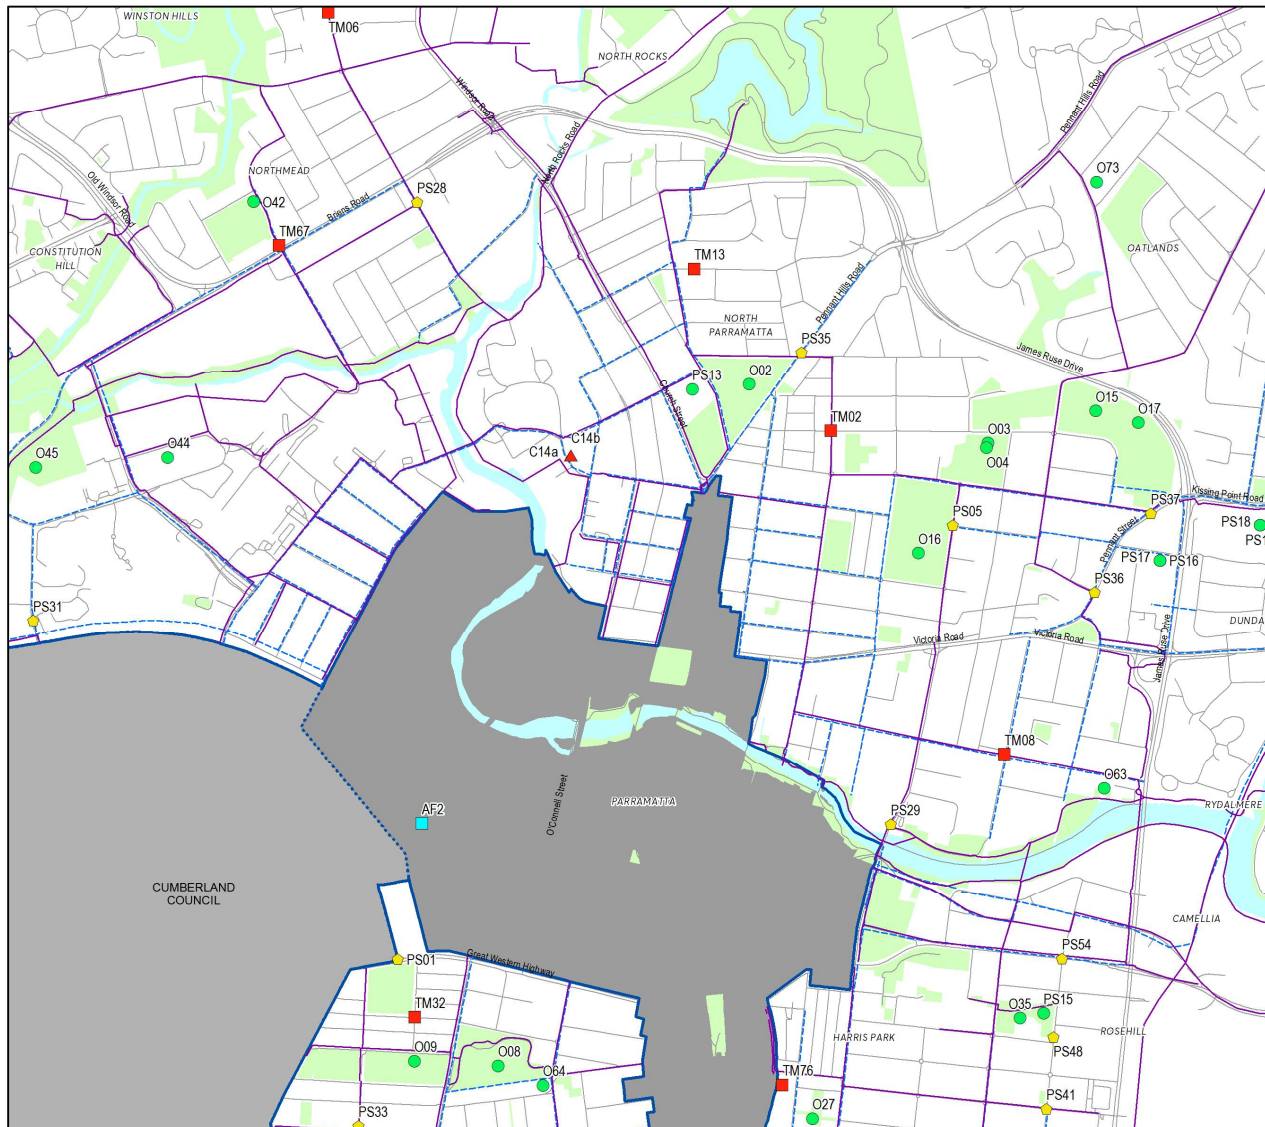 WINSTON HILLS
TM06
NORTH ROCKS
Windsor Road
Pennant Hills Road
North Rocks Road
NORTHMEAD
Old Windsor Road
O42
PS28
O73
Briens Road
TM67
CONSTITUTION
HILL
OATLANDS
TM13
Pennant Hills Road
NORTH
PARRAMATTA
PS35
James Ruse Drive
PS13
O02
Church Street
O15
O17
TM02
O03
O04
C14b
C14a
O44
O45
Kissing Point Road
PS37
PS05
PS18
PS1
Pennant Street
O16
PS17
PS16
PS36
PS31
DUNDA
Victoria Road
Victoria Road
James Ruse Drive
TM08
O63
RYDALMERE
O'Connell Street
PARRAMATTA
AF2
PS29
CUMBERLAND
COUNCIL
CAMELLIA
PS54
Great Western Highway
PS01
TM32
O35
PS15
ROSEHILL
HARRIS PARK
PS48
O09
O08
O64
TM76
PS41
O27
PS33